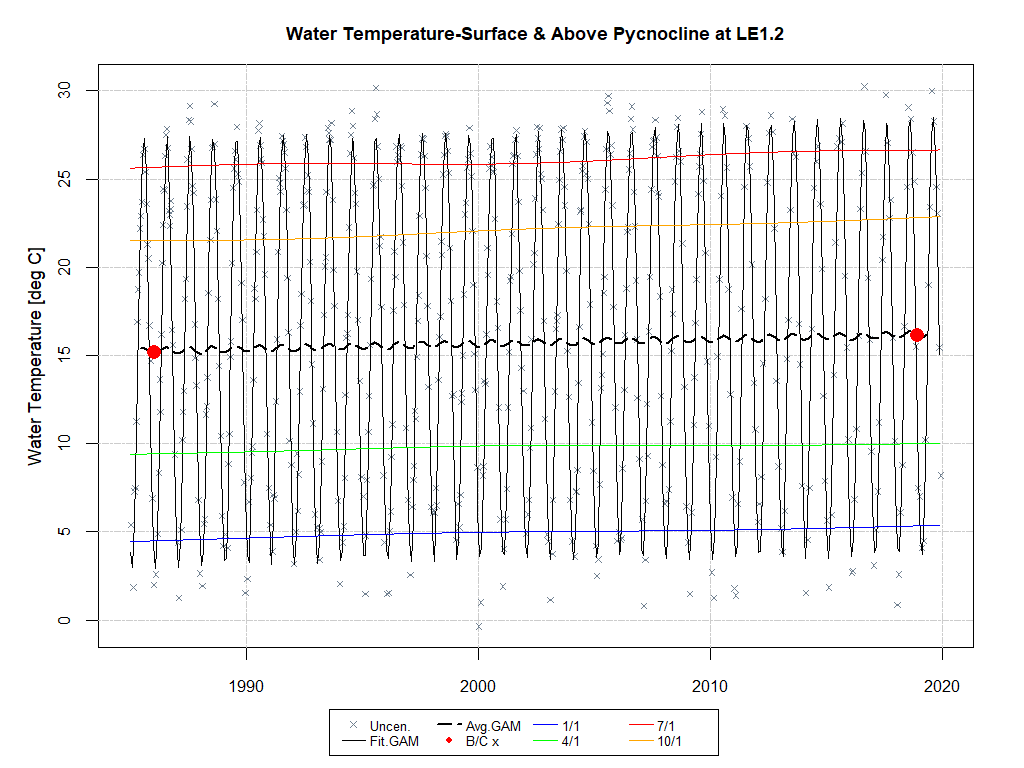 Water Temperature-Surface & Above Pycnocline at LE1.2
Water Temperature [deg C]
30
25
20
15
10
5
0
1990 2000 2010 2020
Uncen. Avg.GAM 1/1 7/1
Fit.GAM B/C x 4/1 10/1